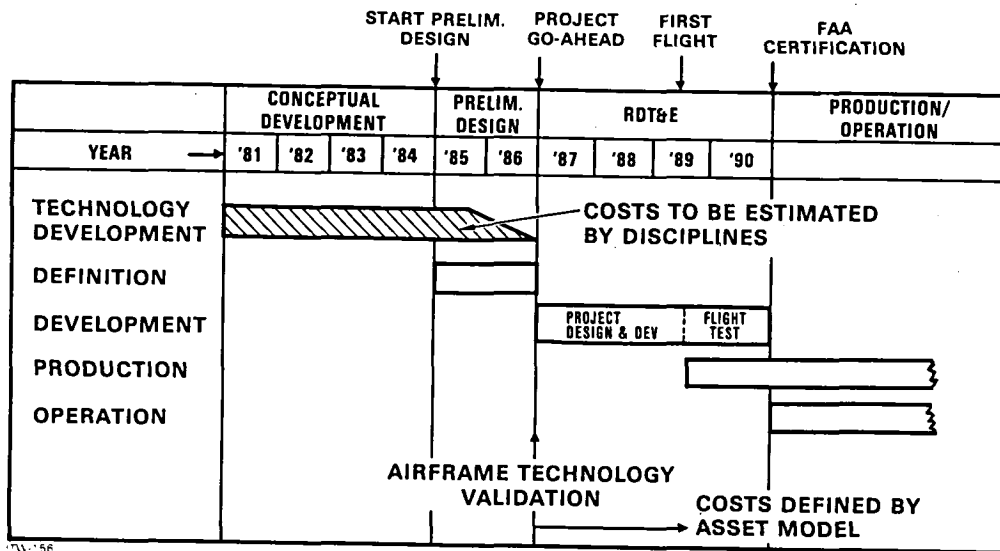 START PRELIM.
DESIGN
PROJECT
GO-AHEAD
FIRST
FLIGHT
FAA
CERTIFICATION
CONCEPTUAL
DEVELOPMENT
PRELIM.
DESIGN
RDT&E
PRODUCTION/
OPERATION
YEAR '81 '82 '83 '84 '85 '86 '87 '88 '89 '90
TECHNOLOGY
DEVELOPMENT
COSTS TO BE ESTIMATED
BY DISCIPLINES
DEFINITION
DEVELOPMENT
PROJECT
DESIGN & DEV
FLIGHT
TEST
PRODUCTION
OPERATION
AIRFRAME TECHNOLOGY
VALIDATION
COSTS DEFINED BY
ASSET MODEL